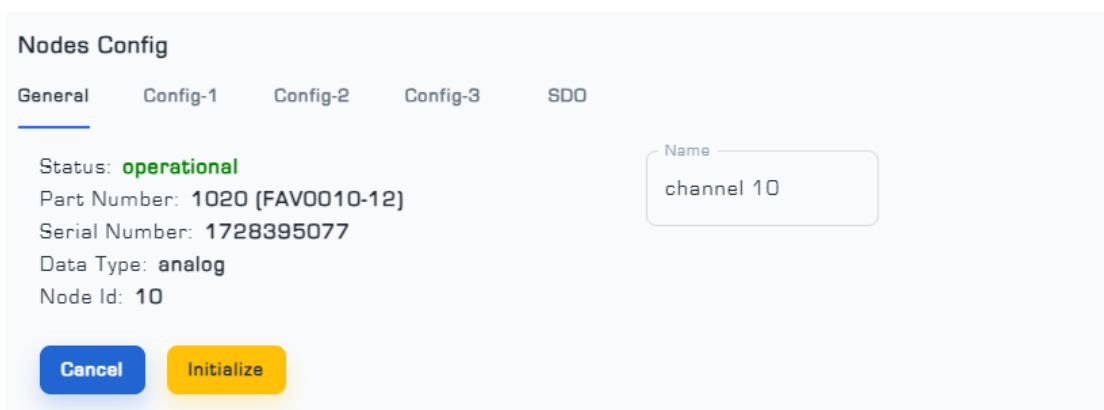 Nodes Config
General Config-1 Config-2 Config-3 SDO
Status: operational
Part Number: 1020 (FAV0010-12)
Serial Number: 1728395077
Data Type: analog
Node Id: 10
Name
channel 10
Cancel Initialize